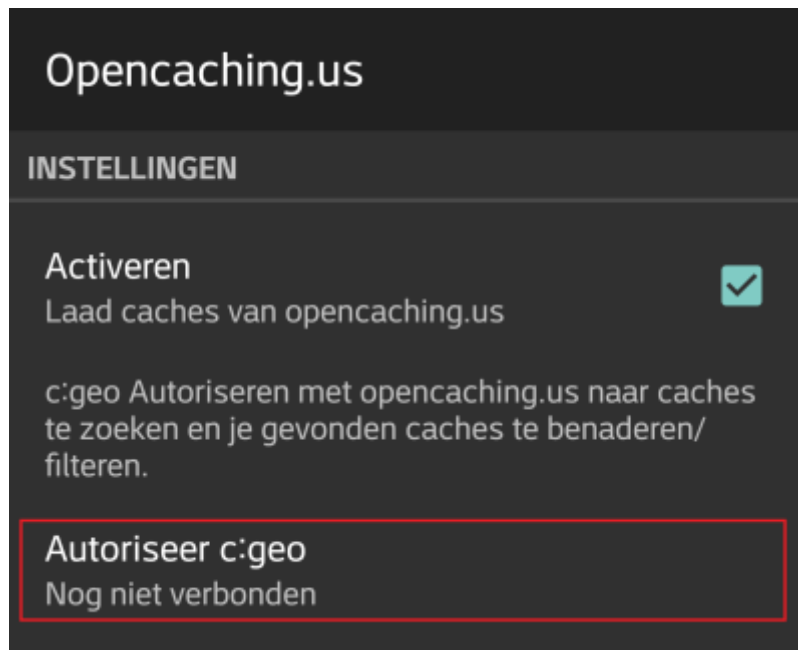 Opencaching.us
INSTELLINGEN
Activeren
Laad caches van opencaching.us
c:geo Autoriseren met opencaching.us naar caches
te zoeken en je gevonden caches te benaderen/
filteren.
Autoriseer c:geo
Nog niet verbonden